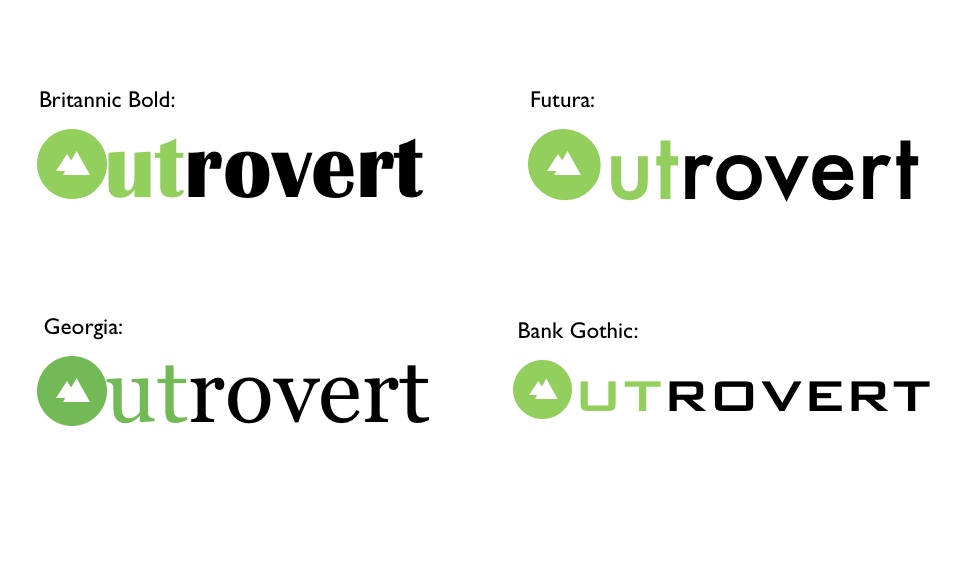 Britannic Bold:
Outrovert
Futura:
Outrovert
Georgia:
Outrovert
Bank Gothic:
OUTROVERT